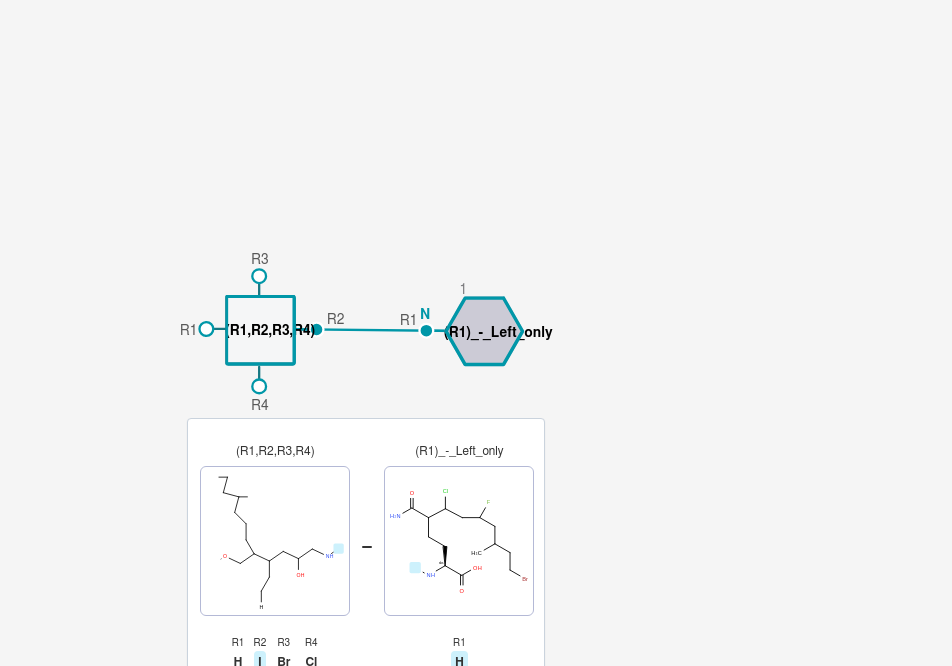 R3
1
N
R1 (R1,R2,R3,R4) R2 R1 (R1)_-_Left_only
R4
(R1,R2,R3,R4) (R1)_-_Left_only
O Cl F
H₂N
H₃C
O NH NH OH
OH Br
O
H
R1 R2 R3 R4 R1
H I Br Cl H